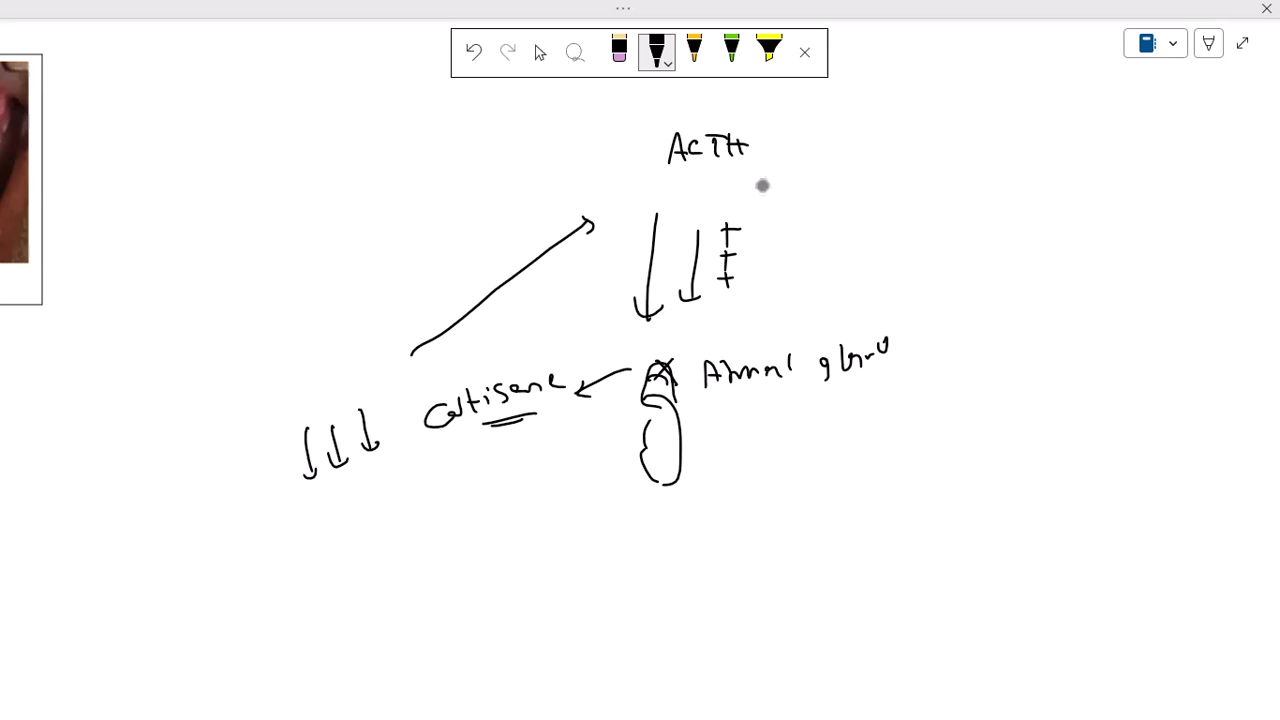 ACTH
+
+
+
Adrenal gland
Cortisone